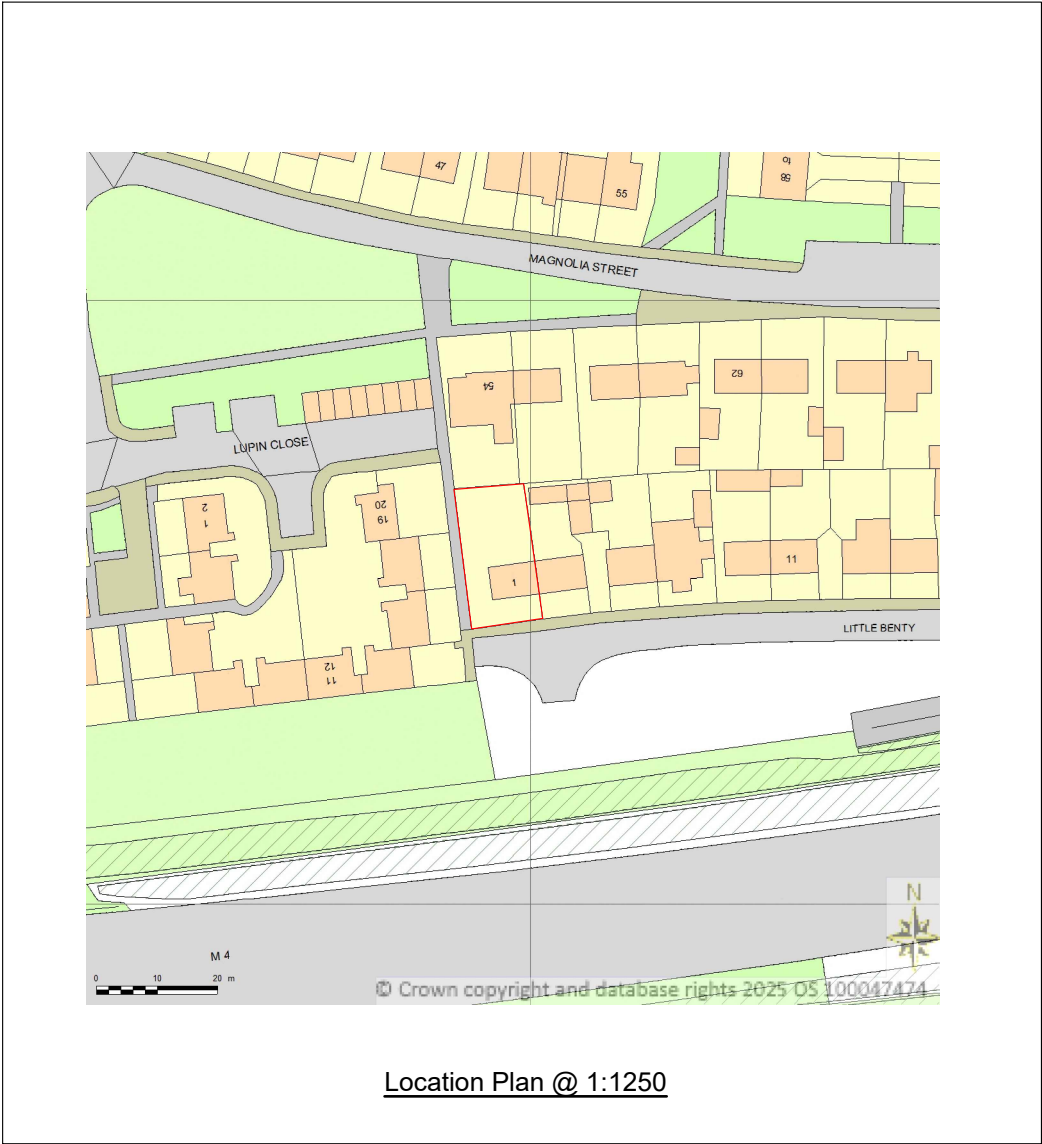 47
55
58
to
MAGNOLIA STREET
54
62
LUPIN CLOSE
2
1
20
19
1
11
LITTLE BENTY
12
11
N
M 4
0 10 20 m
© Crown copyright and database rights 2025 OS 100047474
Location Plan @ 1:1250